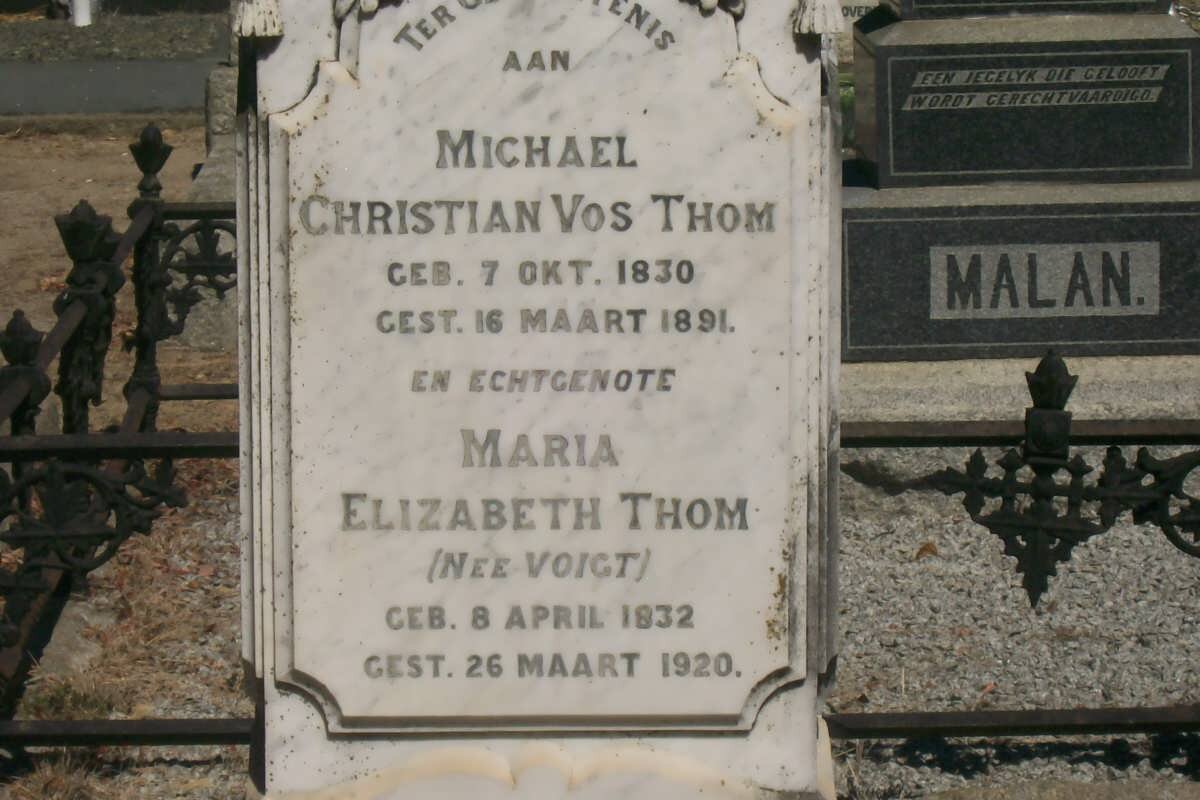 TER
AAN
MICHAEL
CHRISTIAN VOS THOM
GEB. 7 OKT. 1830
GEST. 16 MAART 1891.
EN ECHTGENOTE
MARIA
ELIZABETH THOM
(NEE VOIGT)
GEB. 8 APRIL 1832
GEST. 26 MAART 1920.
EEN IEGELYK DIE GELOOFT
WORDT GERECHTVAARDIGD.
MALAN.